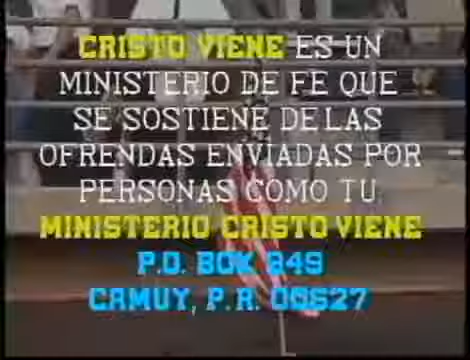 CRISTO VIENE ES UN
MINISTERIO DE FE QUE
SE SOSTIENE DE LAS
OFRENDAS ENVIADAS POR
PERSONAS COMO TU
MINISTERIO CRISTO VIENE
P.O. BOX 949
CAMUY, P.R. 00627